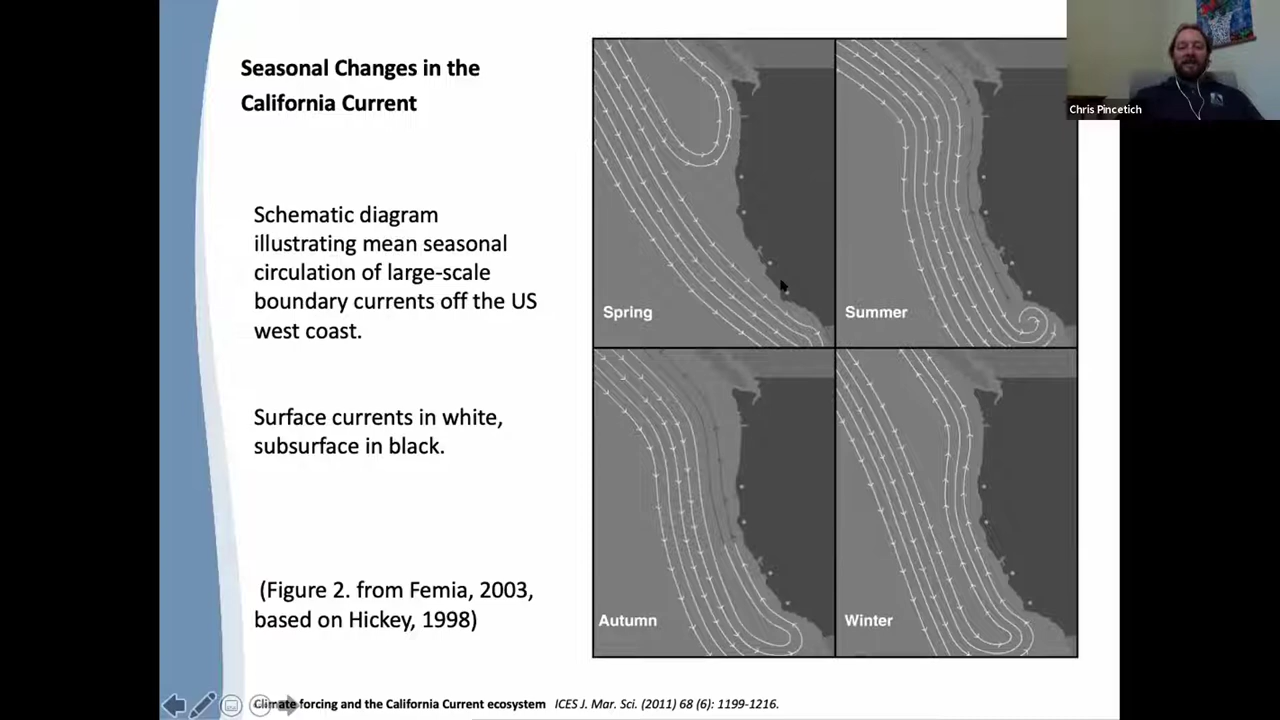 Seasonal Changes in the
California Current
Schematic diagram
illustrating mean seasonal
circulation of large-scale
boundary currents off the US
west coast.
Surface currents in white,
subsurface in black.
(Figure 2. from Femia, 2003,
based on Hickey, 1998)
Spring
Summer
Autumn
Winter
Chris Pincetich
Climate forcing and the California Current ecosystem ICES J. Mar. Sci. (2011) 68 (6): 1199-1216.